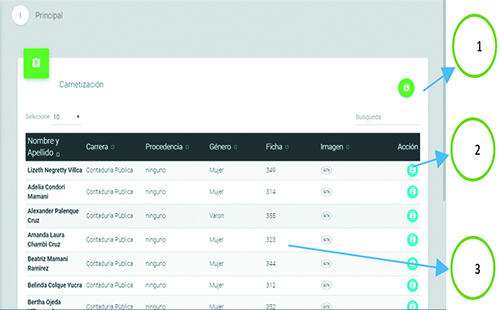 Principal
1
Carnetización
Selecione 10
Busqueda
Nombre y Apellido Carrera Procedencia Género Ficha Imagen Acción
Lizeth Negretty Villca Contaduria Pública ninguno Mujer 349
2
Adelia Condori Mamani Contaduria Pública ninguno Mujer 314
Alexander Palenque Cruz Contaduria Pública ninguno Varon 355
Amanda Laura Chambi Cruz Contaduria Pública ninguno Mujer 323
Beatriz Mamani Ramirez Contaduria Pública ninguno Mujer 344
3
Belinda Colque Yucra Contaduria Pública ninguno Mujer 312
Bertha Ojeda Contaduria Pública ninguno Mujer 352